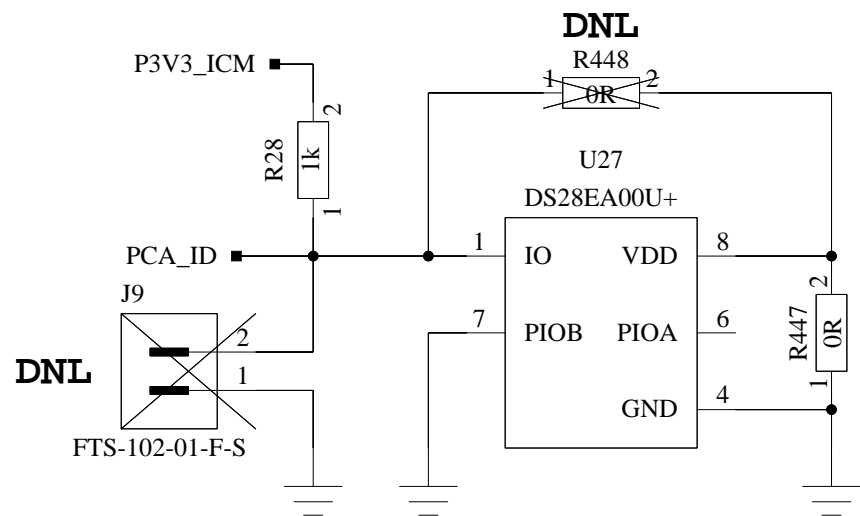 DNL
P3V3_ICM
R448
1
0R
2
2
R28
1k
1
U27
DS28EA00U+
PCA_ID
1
IO
VDD
8
J9
2
7
PIOB
PIOA
6
R447
0R
2
DNL
1
1
GND
4
FTS-102-01-F-S